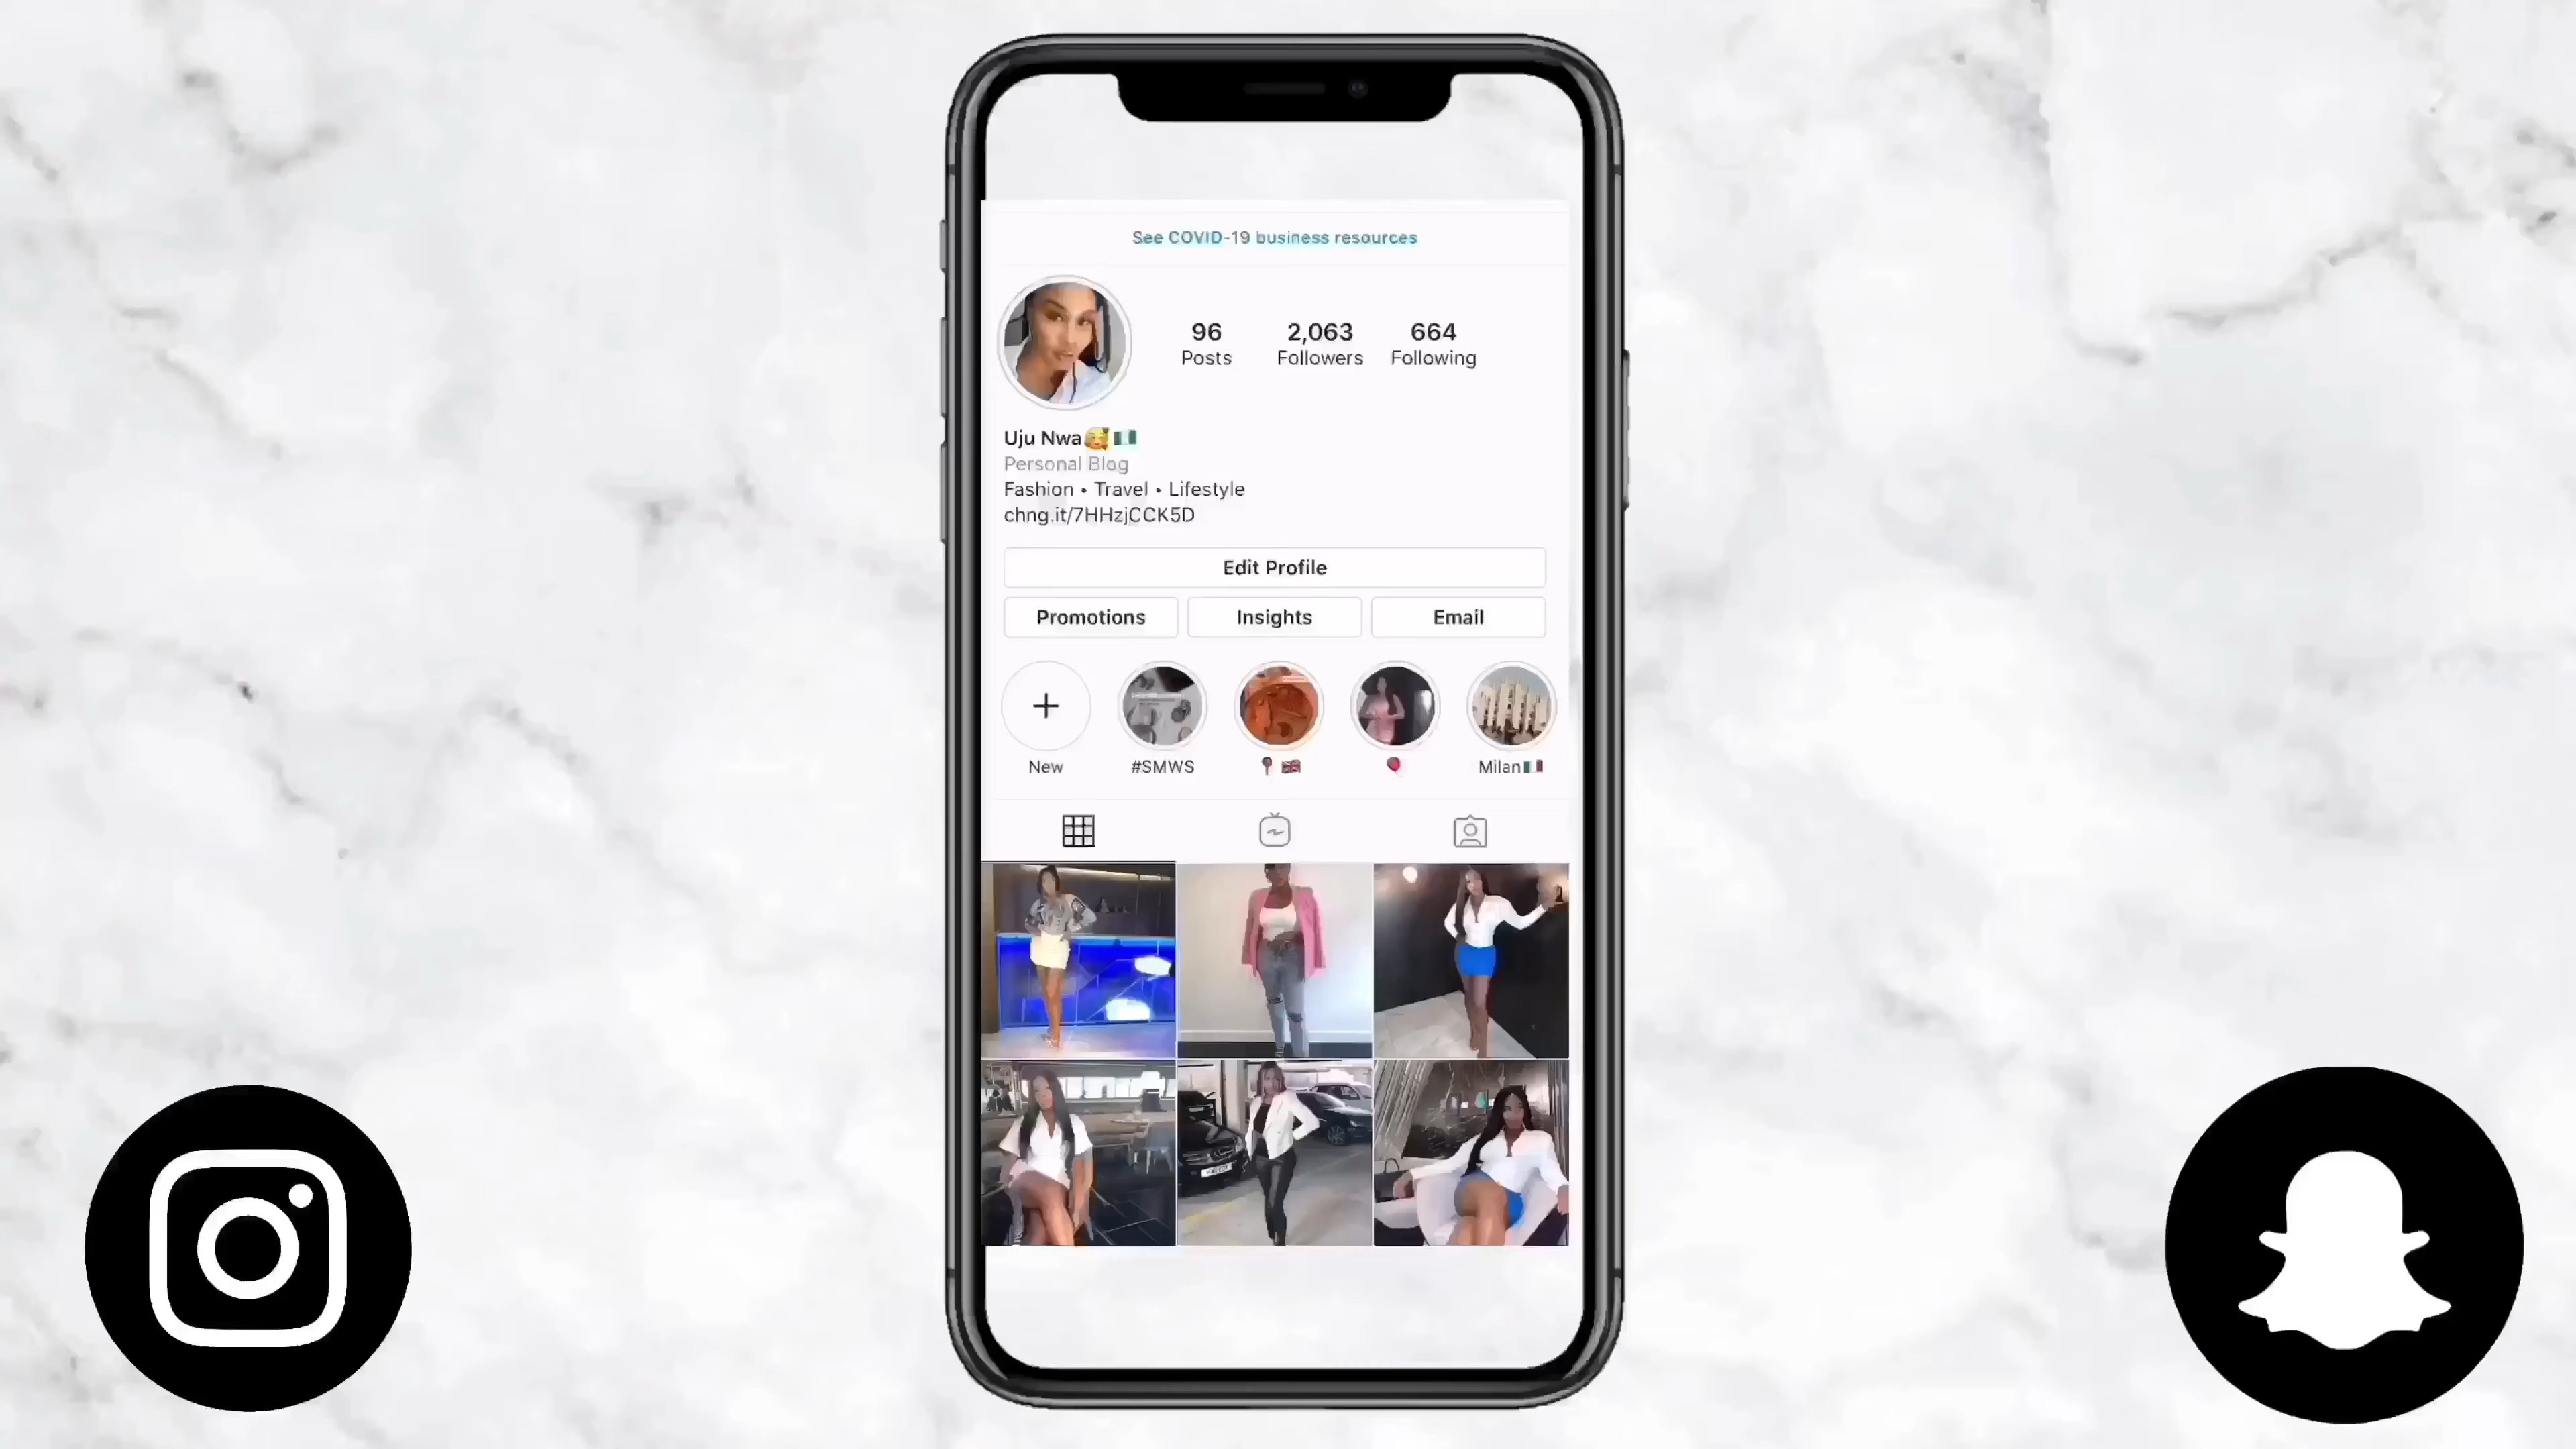 See COVID-19 business resources
96 2,063 664
Posts Followers Following
Uju Nwa🥰🇳🇬
Personal Blog
Fashion • Travel • Lifestyle
chng.it/7HHzjCCK5D
Edit Profile
Promotions Insights Email
New #SMWS 📍🇬🇧 🎈 Milan🇮🇹